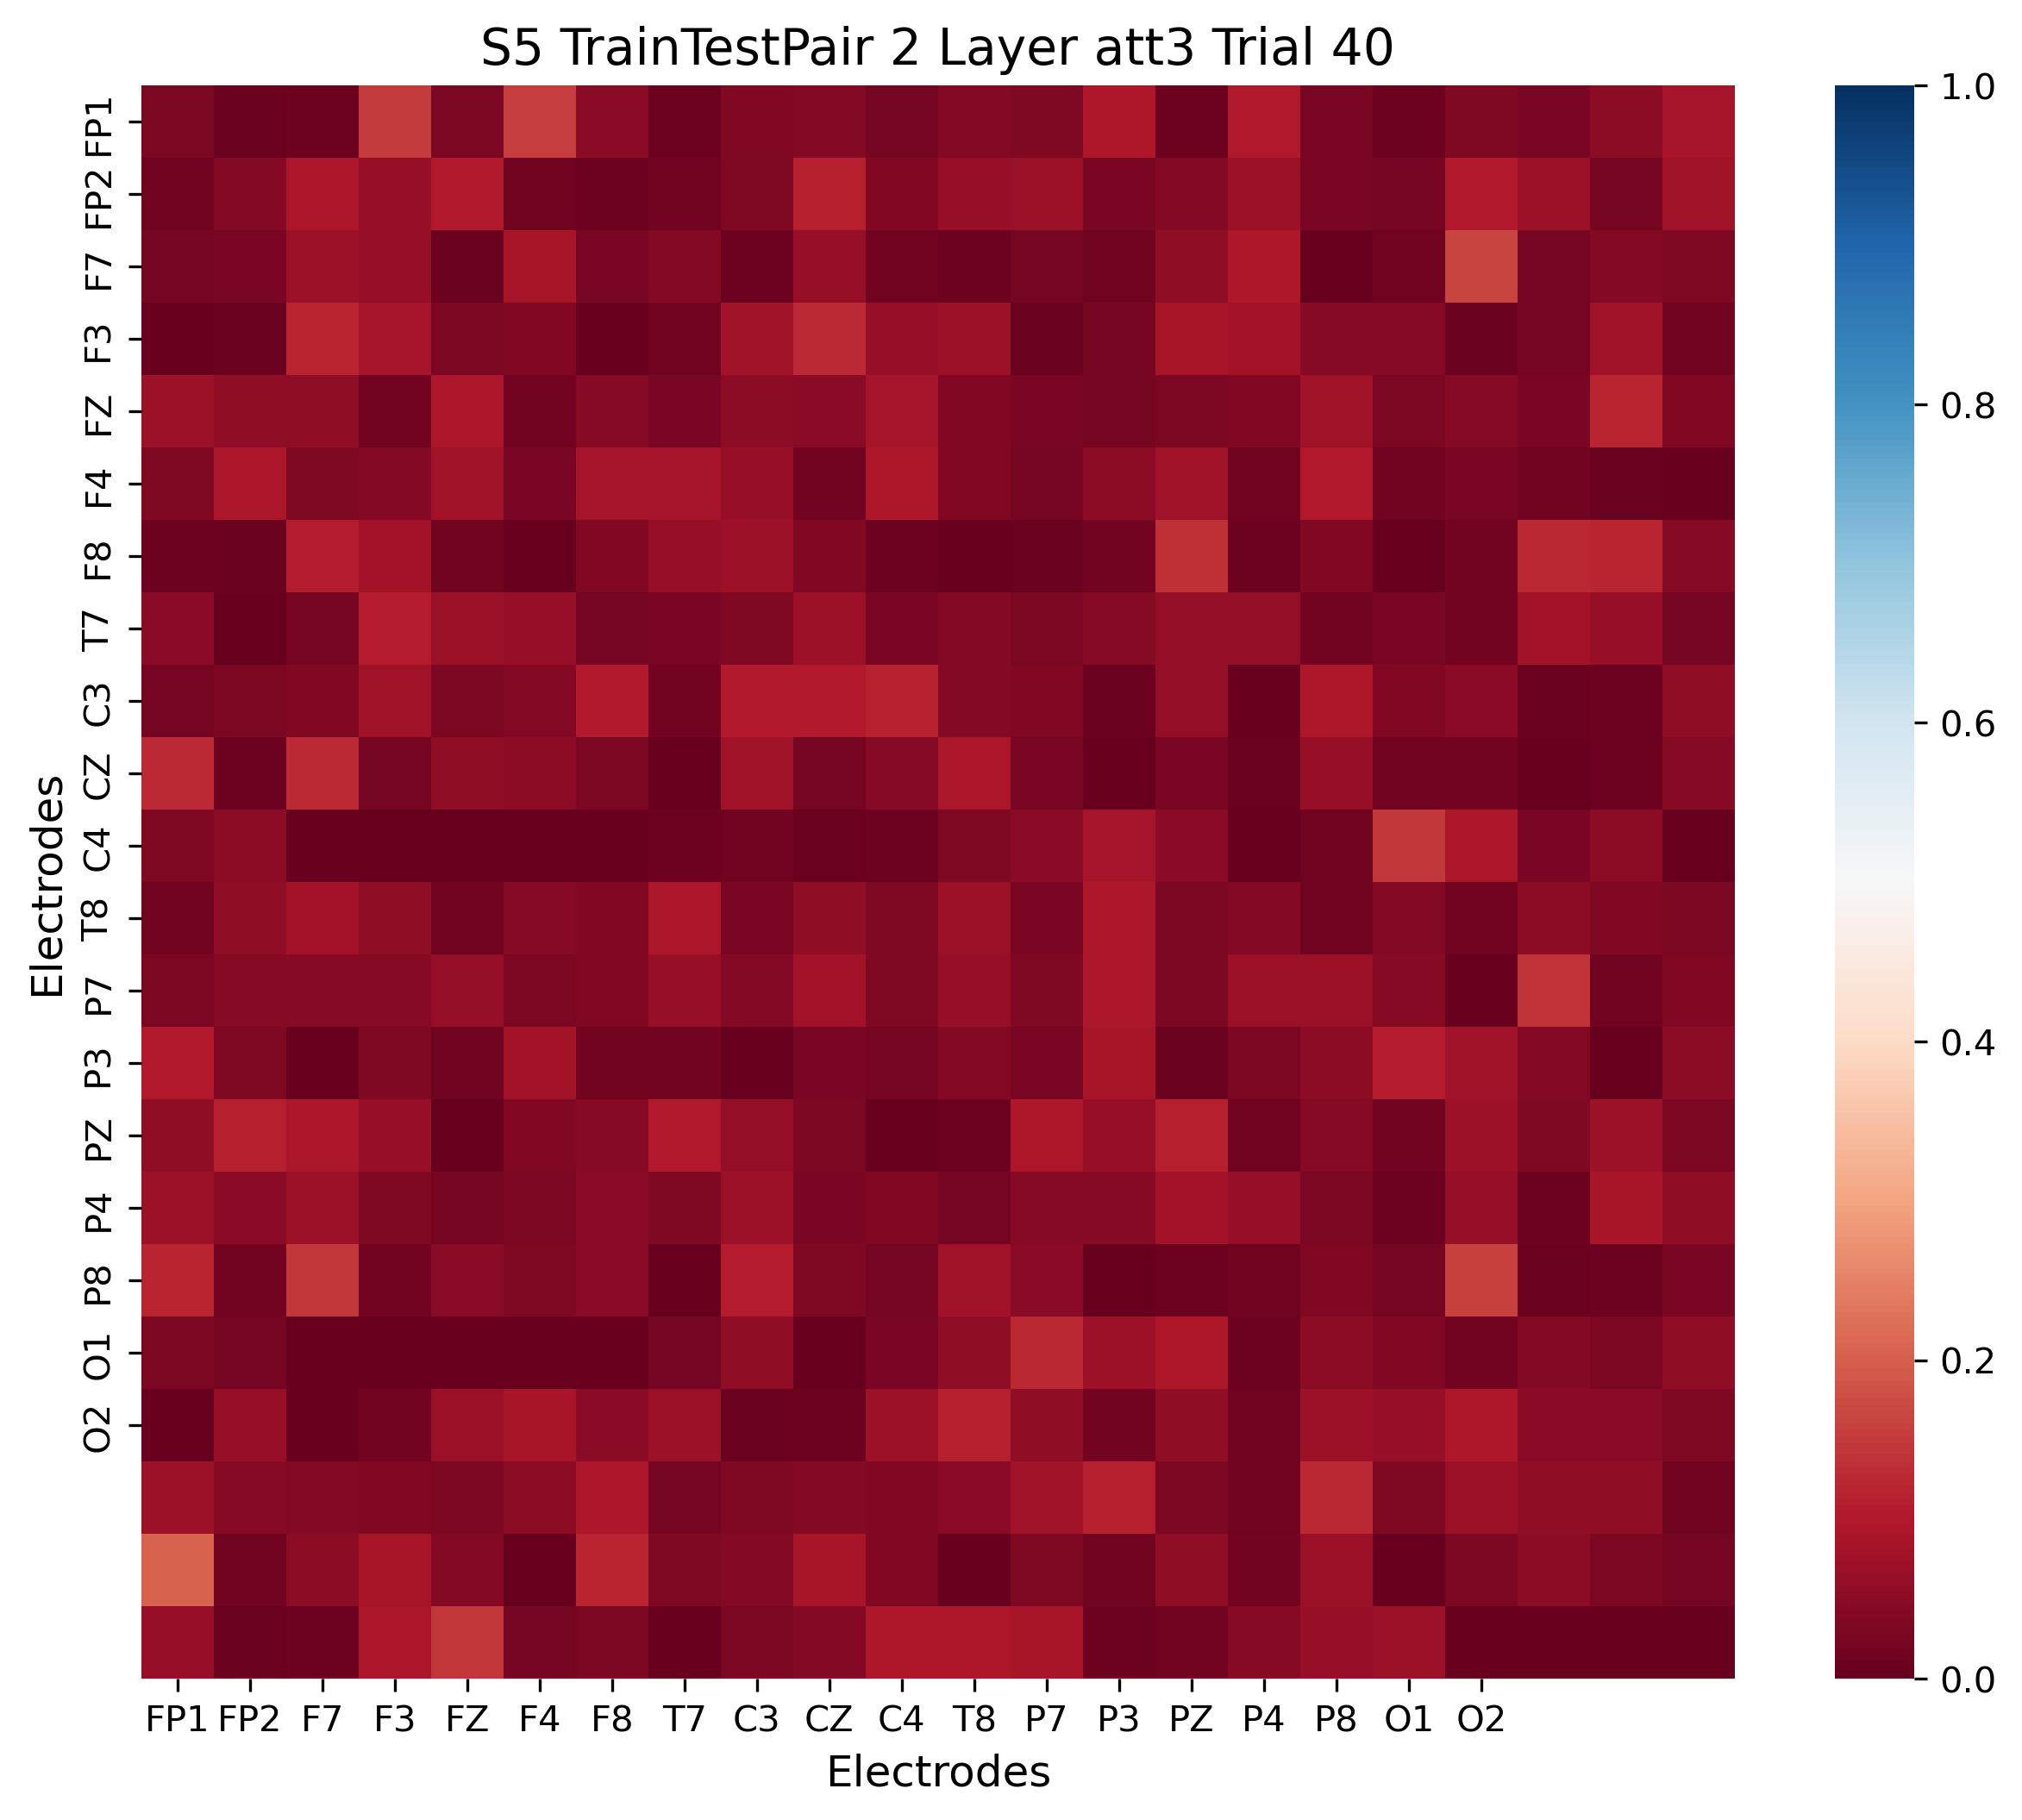 S5 TrainTestPair 2 Layer att3 Trial 40
Electrodes
FP1
FP2
F7
F3
FZ
F4
F8
T7
C3
CZ
C4
T8
P7
P3
PZ
P4
P8
O1
O2
FP1 FP2 F7 F3 FZ F4 F8 T7 C3 CZ C4 T8 P7 P3 PZ P4 P8 O1 O2
Electrodes
1.0
0.8
0.6
0.4
0.2
0.0